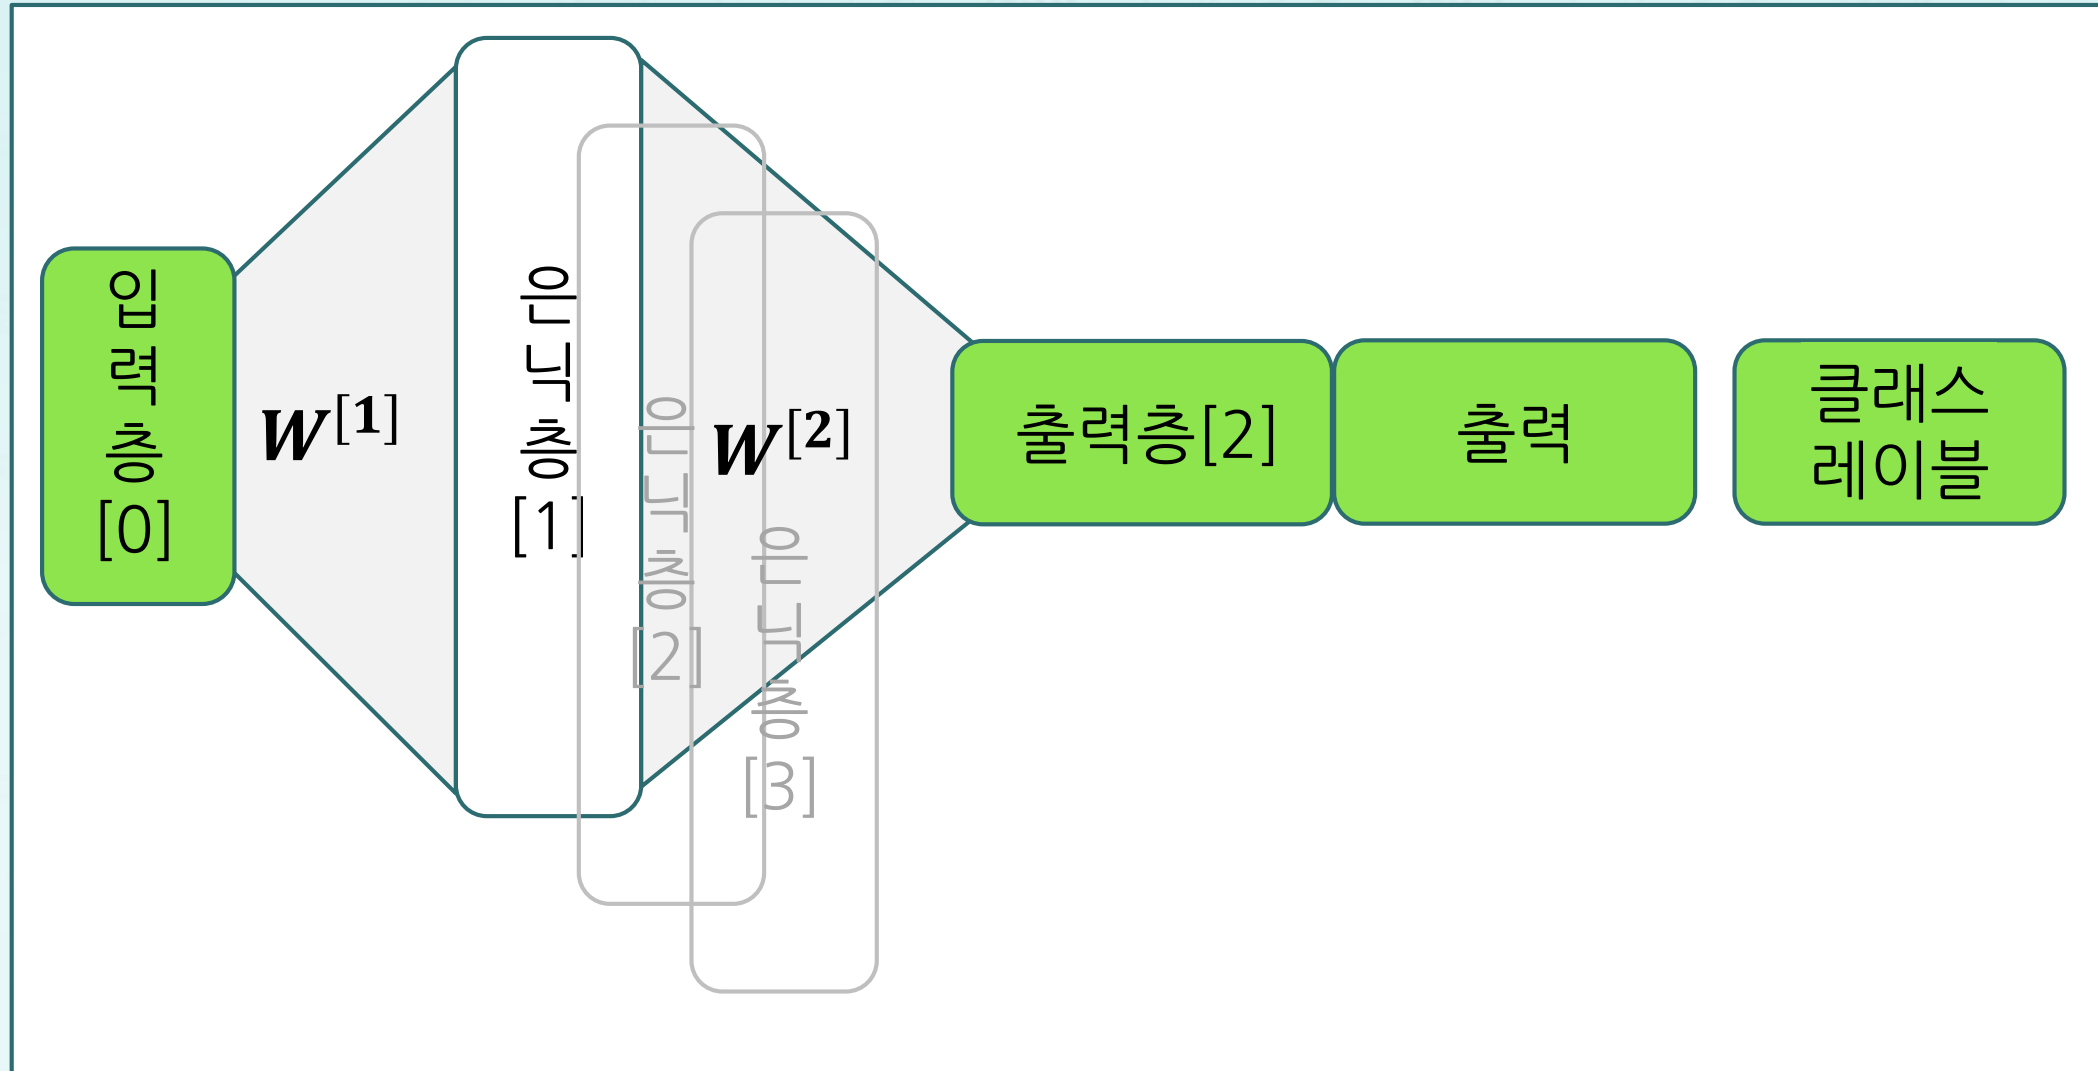 입
력
층
[0]
W[1]
은
닉
층
[1]
은
닉
층
[2]
W[2]
은
닉
층
[3]
출력층[2]
출력
클래스
레이블